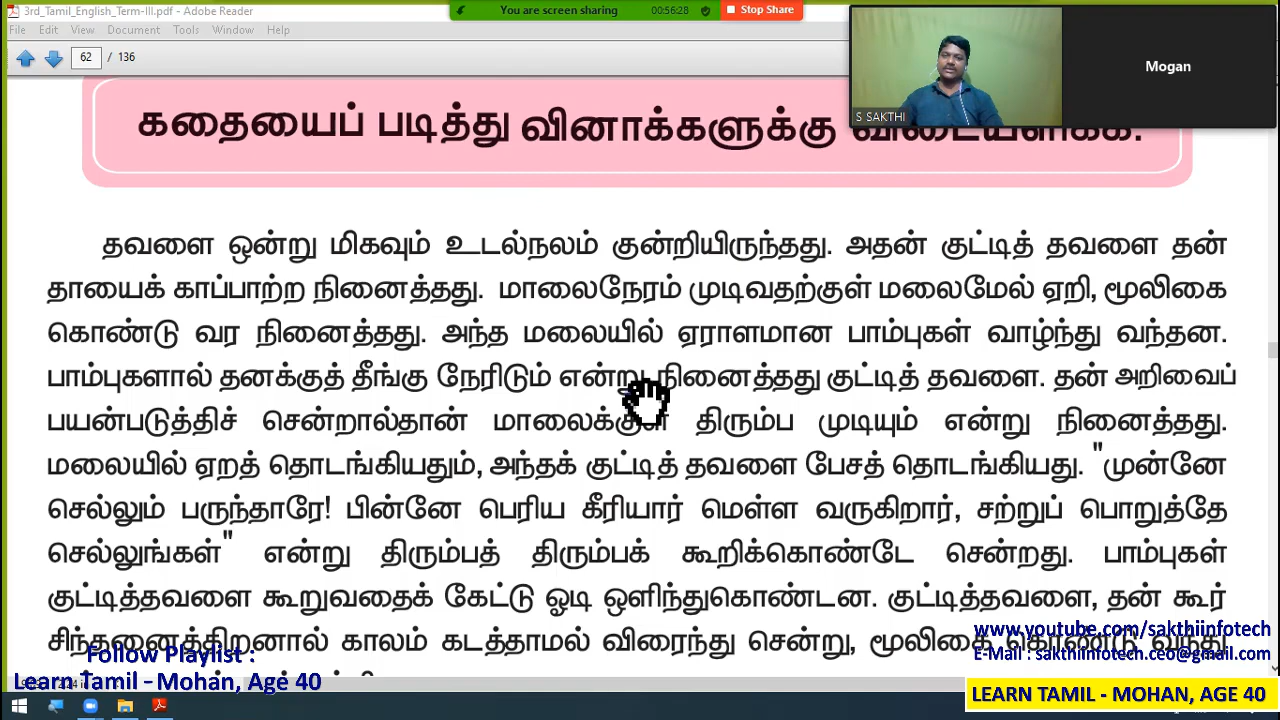 3rd_Tamil_English_Term-III.pdf - Adobe Reader
You are screen sharing 00:56:28 Stop Share
File Edit View Document Tools Window Help
62 / 136
Mogan
S SAKTHI
கதையைப் படித்து வினாக்களுக்கு விடையளிக்க.
தவளை ஒன்று மிகவும் உடல்நலம் குன்றியிருந்தது. அதன் குட்டித் தவளை தன்
தாயைக் காப்பாற்ற நினைத்தது. மாலைநேரம் முடிவதற்குள் மலைமேல் ஏறி, மூலிகை
கொண்டு வர நினைத்தது. அந்த மலையில் ஏராளமான பாம்புகள் வாழ்ந்து வந்தன.
பாம்புகளால் தனக்குத் தீங்கு நேரிடும் என்று நினைத்தது குட்டித் தவளை. தன் அறிவைப்
பயன்படுத்திச் சென்றால்தான் மாலைக்குள் திரும்ப முடியும் என்று நினைத்தது.
மலையில் ஏறத் தொடங்கியதும், அந்தக் குட்டித் தவளை பேசத் தொடங்கியது. "முன்னே
செல்லும் பருந்தாரே! பின்னே பெரிய கீரியார் மெள்ள வருகிறார், சற்றுப் பொறுத்தே
செல்லுங்கள்" என்று திரும்பத் திரும்பக் கூறிக்கொண்டே சென்றது. பாம்புகள்
குட்டித்தவளை கூறுவதைக் கேட்டு ஓடி ஒளிந்துகொண்டன. குட்டித்தவளை, தன் கூர்
சிந்தனைத்திறனால் காலம் கடத்தாமல் விரைந்து சென்று, மூலிகை கொண்டு வந்து
www.youtube.com/sakthiinfotech
E-Mail : sakthiinfotech.ceo@gmail.com
Follow Playlist :
Learn Tamil - Mohan, Age 40
LEARN TAMIL - MOHAN, AGE 40